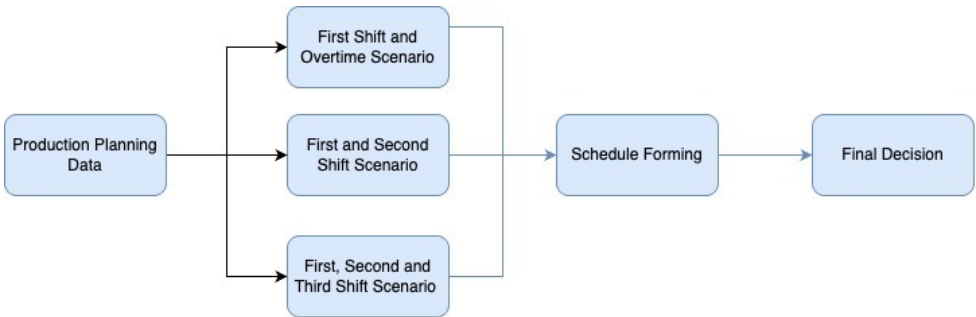 First Shift and
Overtime Scenario
Production Planning
Data
First and Second
Shift Scenario
Schedule Forming
Final Decision
First, Second and
Third Shift Scenario